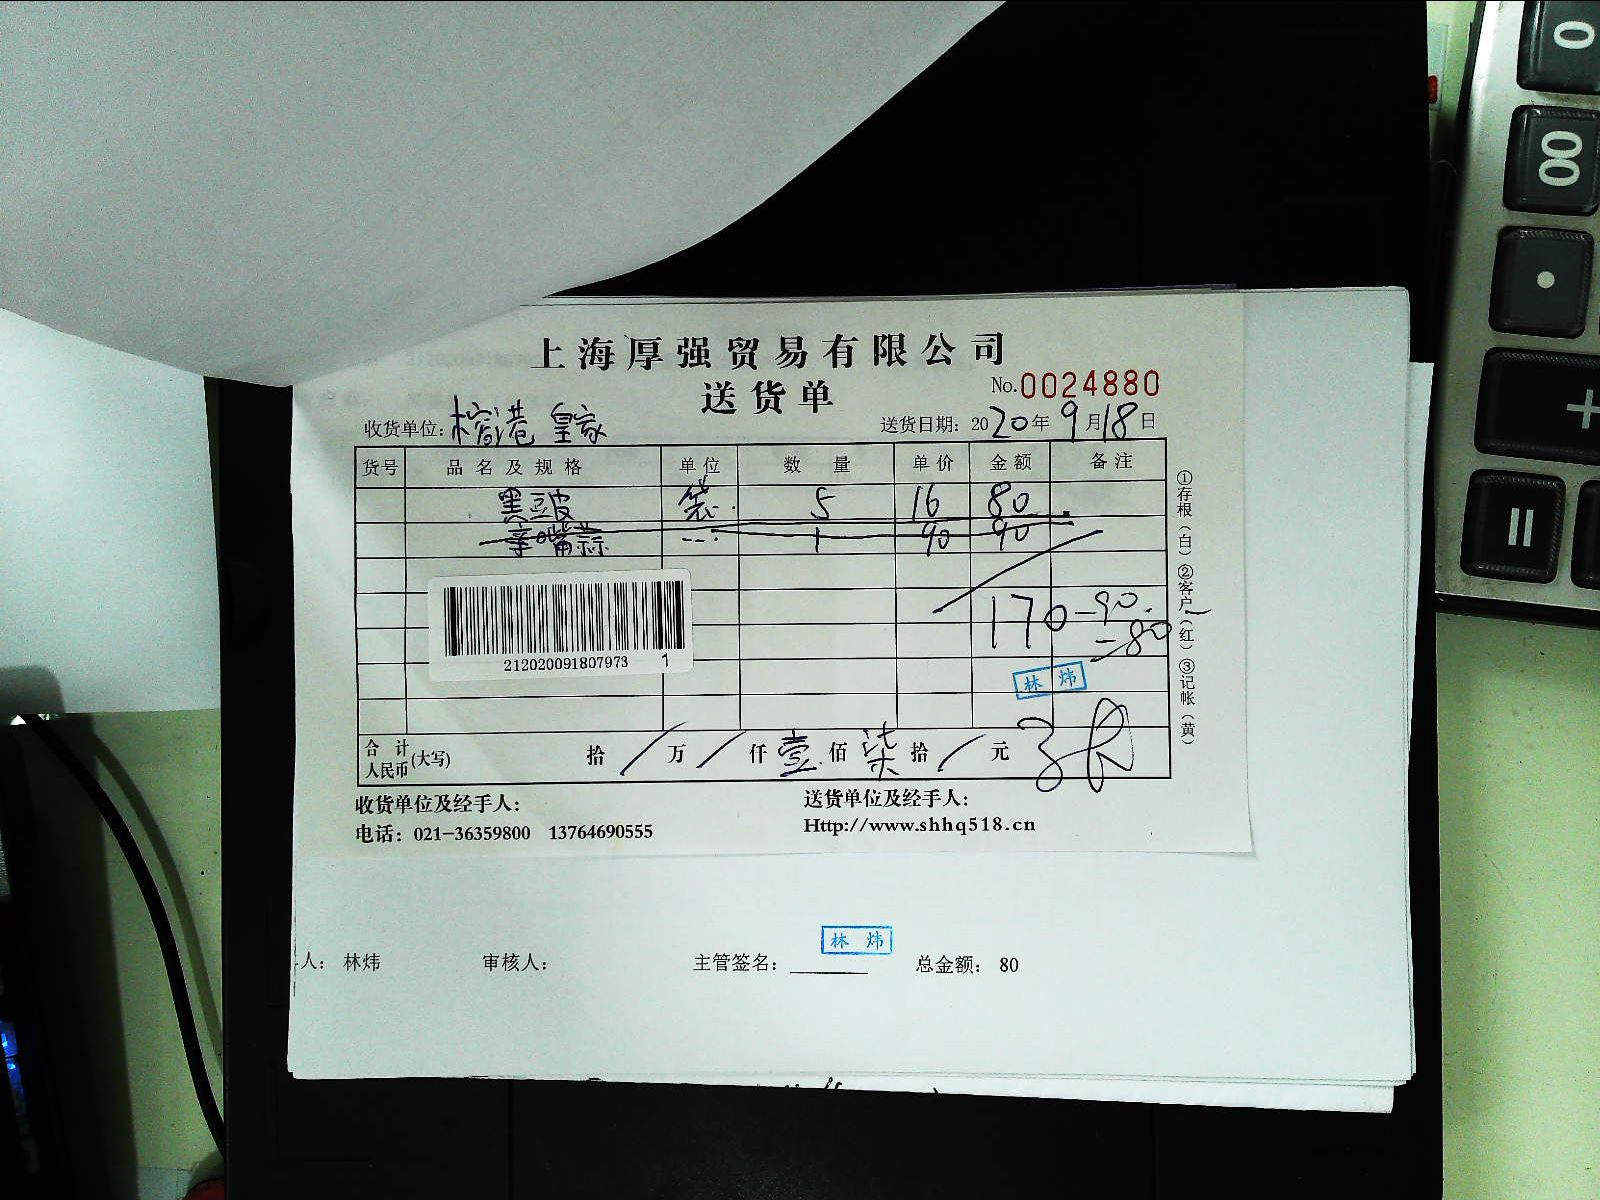 上海厚强贸易有限公司
送货单
No.0024880
收货单位：榕港 皇家
送货日期：2020年9月18日
货号 品名及规格 单位 数量 单价 金额 备注
黑豆皮 袋 5 16 80
亲嘴蒜 1 90 90
170 -90.
=80
212020091807973 1
林炜
合计人民币(大写) 拾 / 万 / 仟 壹 佰 柒 拾 / 元
①存根（白）②客户（红）③记帐（黄）
收货单位及经手人：
送货单位及经手人：
电话：021-36359800 13764690555
Http://www.shhq518.cn
林炜
人：林炜 审核人： 主管签名： 总金额：80
0
00
·
+
=